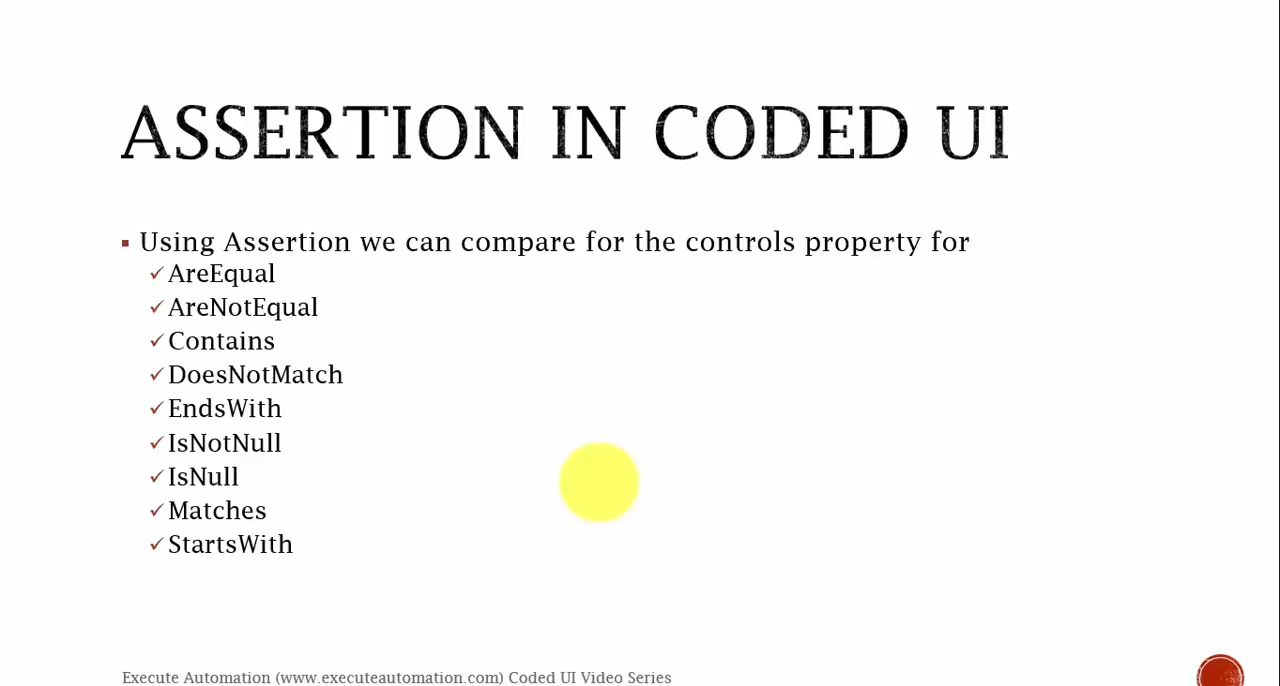 ASSERTION IN CODED UI
Using Assertion we can compare for the controls property for
AreEqual
AreNotEqual
Contains
DoesNotMatch
EndsWith
IsNotNull
IsNull
Matches
StartsWith
Execute Automation (www.executeautomation.com) Coded UI Video Series